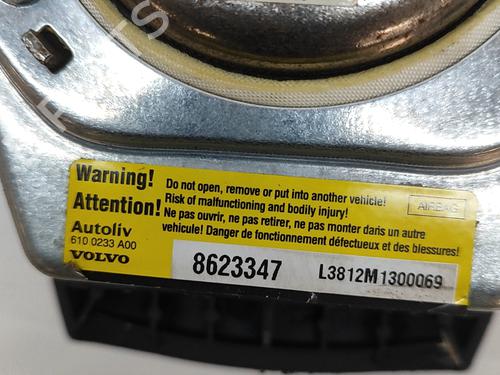 Warning!
Attention!
Do not open, remove or put into another vehicle!
Risk of malfunctioning and bodily injury!
Ne pas ouvrir, ne pas retirer, ne pas monter dans un autre
vehicule! Danger de fonctionnement défectueux et des blessures!
AIRBAG
Autoliv
610 0233 A00
VOLVO
8623347
L3812M1300069